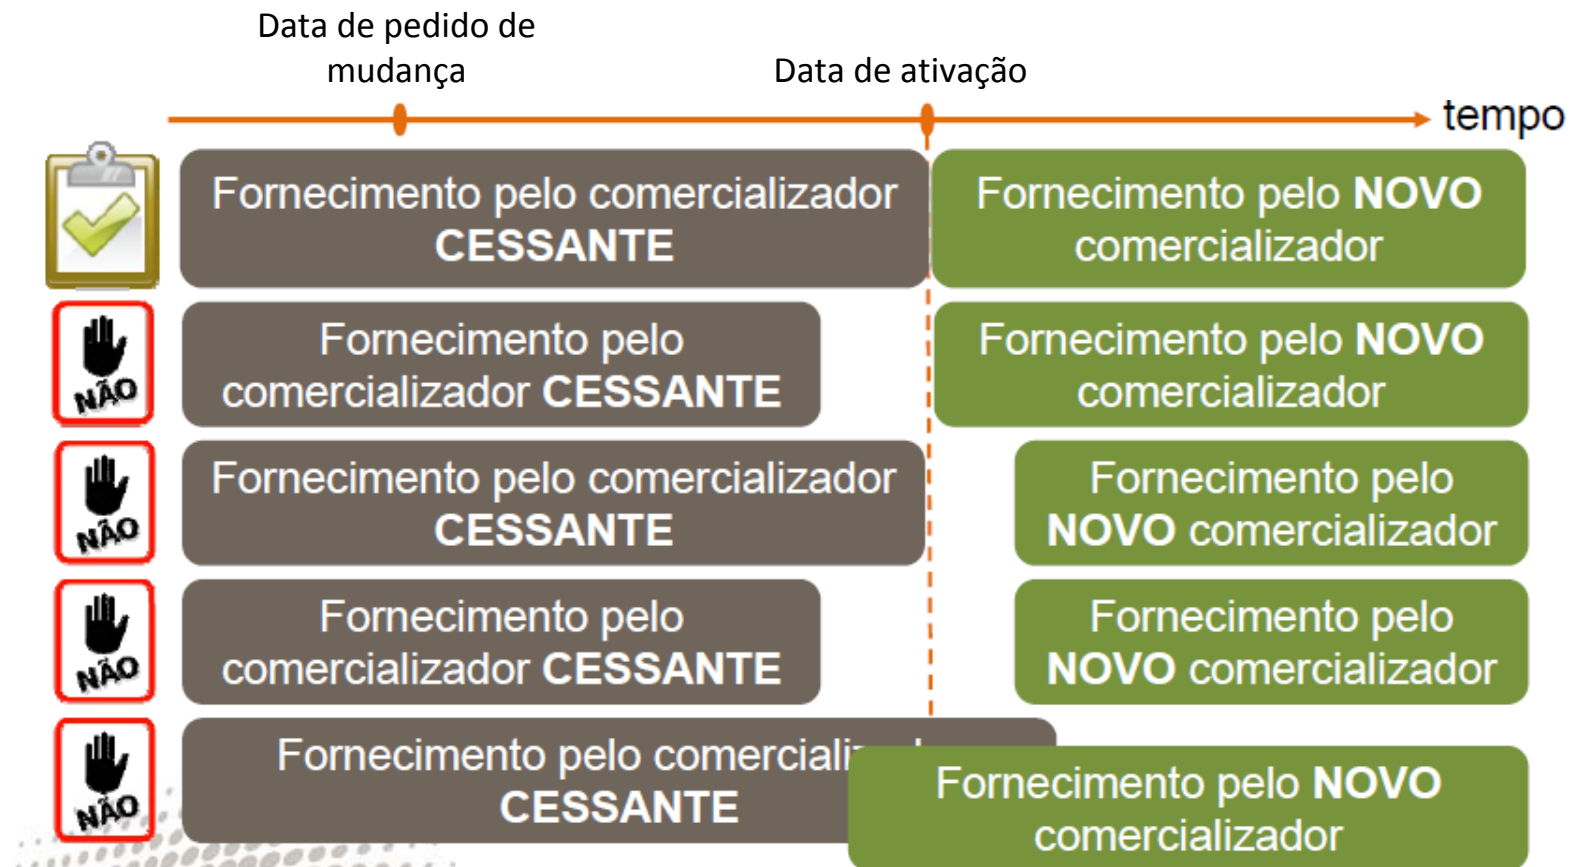 Data de pedido de
mudança
Data de ativação
tempo
Fornecimento pelo comercializador
CESSANTE
Fornecimento pelo NOVO
comercializador
NÃO
Fornecimento pelo
comercializador CESSANTE
Fornecimento pelo NOVO
comercializador
NÃO
Fornecimento pelo comercializador
CESSANTE
Fornecimento pelo
NOVO comercializador
NÃO
Fornecimento pelo
comercializador CESSANTE
Fornecimento pelo
NOVO comercializador
NÃO
Fornecimento pelo
CESSANTE
Fornecimento pelo NOVO
comercializador